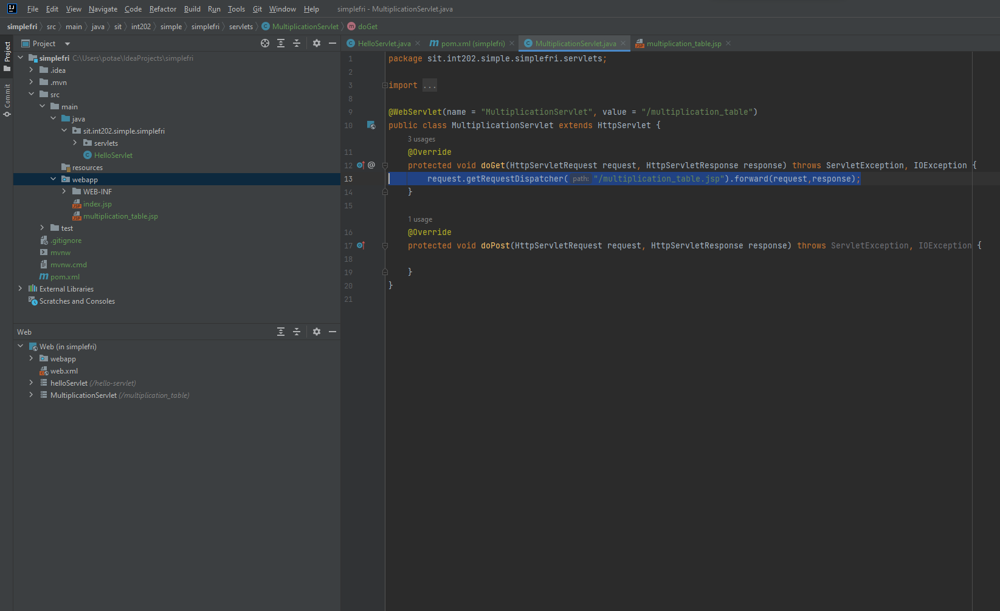 File Edit View Navigate Code Refactor Build Run Tools Git Window Help simplefri - MultiplicationServlet.java
simplefri src main java sit int202 simple simplefri servlets MultiplicationServlet doGet
Project
Commit
Project
simplefri C:\Users\potae\IdeaProjects\simplefri
.idea
.mvn
src
main
java
sit.int202.simple.simplefri
servlets
HelloServlet
resources
webapp
WEB-INF
index.jsp
multiplication_table.jsp
test
.gitignore
mvnw
mvnw.cmd
pom.xml
External Libraries
Scratches and Consoles
Web
Web (in simplefri)
webapp
web.xml
helloServlet (/hello-servlet)
MultiplicationServlet (/multiplication_table)
HelloServlet.java pom.xml (simplefri) MultiplicationServlet.java multiplication_table.jsp
1 package sit.int202.simple.simplefri.servlets;
2
3 import ...
8
9 @WebServlet(name = "MultiplicationServlet", value = "/multiplication_table")
10 public class MultiplicationServlet extends HttpServlet {
3 usages
11 @Override
12 @ protected void doGet(HttpServletRequest request, HttpServletResponse response) throws ServletException, IOException {
13 request.getRequestDispatcher( path: "/multiplication_table.jsp").forward(request,response);
14 }
15
1 usage
16 @Override
17 protected void doPost(HttpServletRequest request, HttpServletResponse response) throws ServletException, IOException {
18
19 }
20 }
21